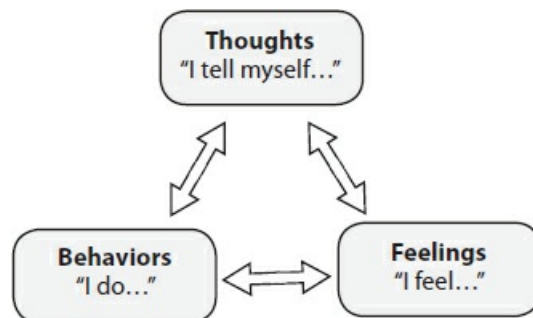 Thoughts
“I tell myself…”
Behaviors
“I do…”
Feelings
“I feel…”